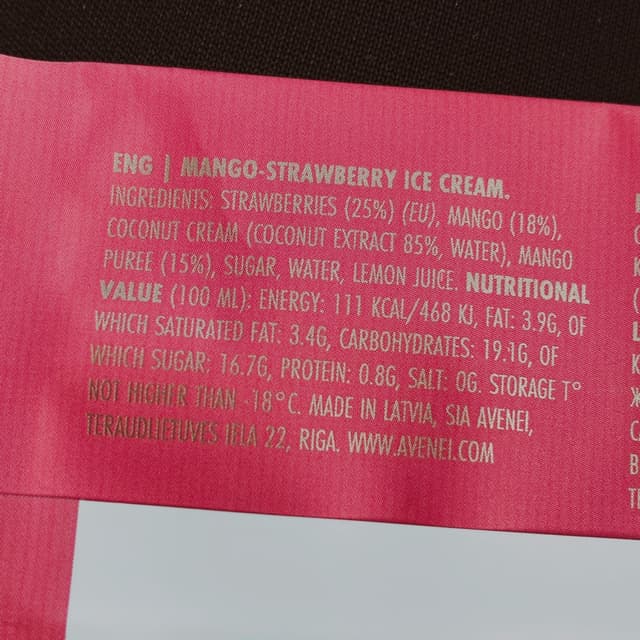 ENG | MANGO-STRAWBERRY ICE CREAM.
INGREDIENTS: STRAWBERRIES (25%) (EU), MANGO (18%),
COCONUT CREAM (COCONUT EXTRACT 85%, WATER), MANGO
PUREE (15%), SUGAR, WATER, LEMON JUICE. NUTRITIONAL
VALUE (100 ML): ENERGY: 111 KCAL/468 KJ, FAT: 3.9G, OF
WHICH SATURATED FAT: 3.4G, CARBOHYDRATES: 19.1G, OF
WHICH SUGAR: 16.7G, PROTEIN: 0.8G, SALT: 0G. STORAGE T°
NOT HIGHER THAN -18°C. MADE IN LATVIA, SIA AVENEI,
TERAUDLIETUVES IELA 22, RIGA. WWW.AVENEI.COM